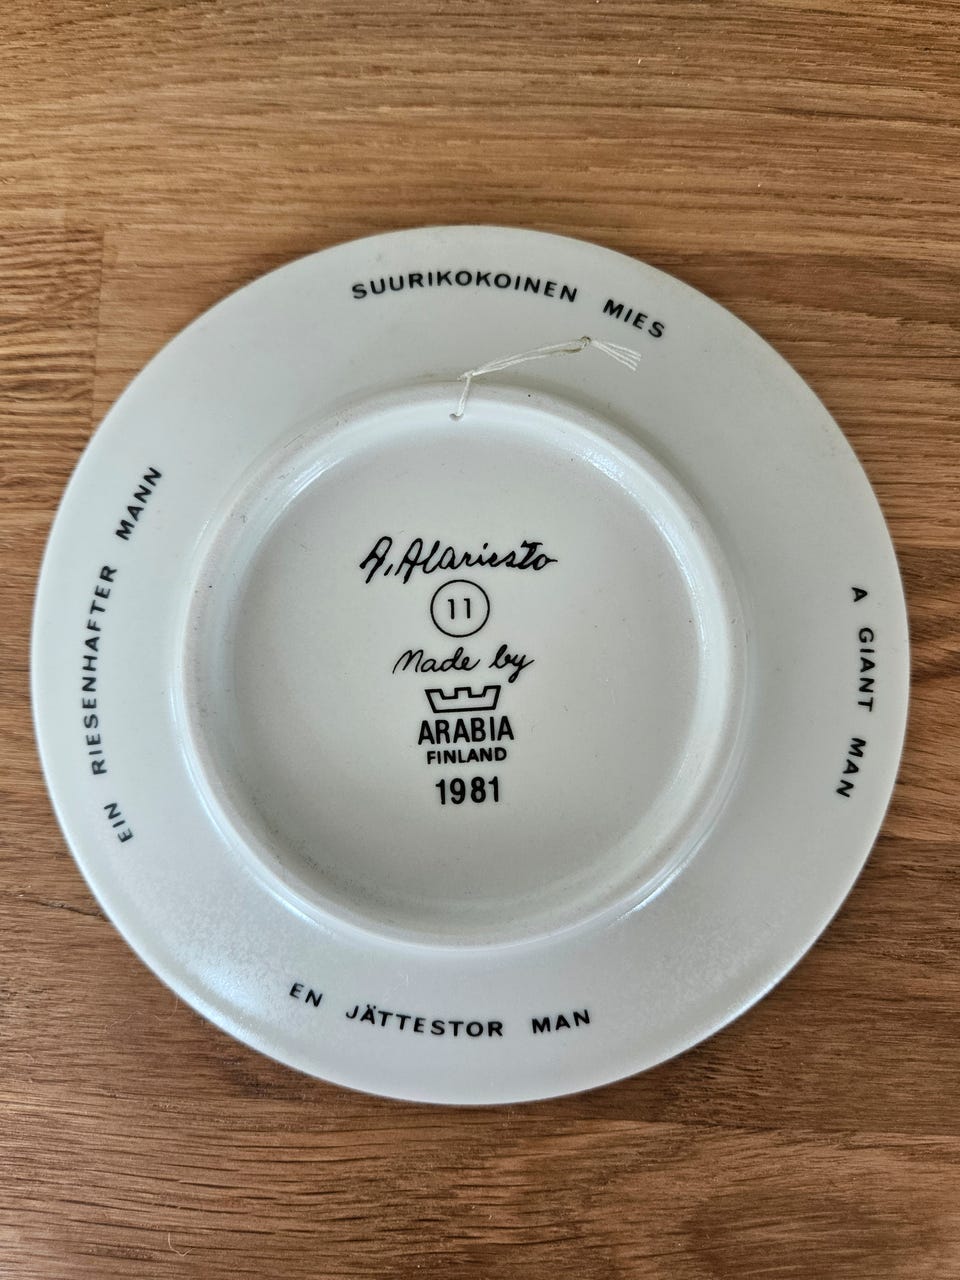 SUURIKOKOINEN MIES
A GIANT MAN
EN JÄTTESTOR MAN
EIN RIESENHAFTER MANN
A. Alariesto
11
Made by
ARABIA
FINLAND
1981